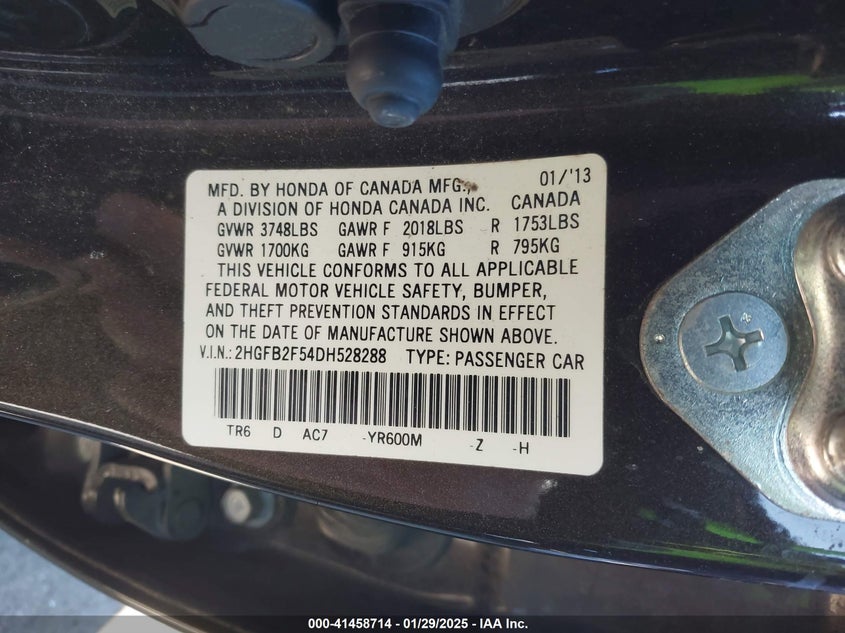 MFD. BY HONDA OF CANADA MFG., 01/'13
A DIVISION OF HONDA CANADA INC. CANADA
GVWR 3748LBS GAWR F 2018LBS R 1753LBS
GVWR 1700KG GAWR F 915KG R 795KG
THIS VEHICLE CONFORMS TO ALL APPLICABLE
FEDERAL MOTOR VEHICLE SAFETY, BUMPER,
AND THEFT PREVENTION STANDARDS IN EFFECT
ON THE DATE OF MANUFACTURE SHOWN ABOVE.
V.I.N.: 2HGFB2F54DH528288 TYPE: PASSENGER CAR
TR6 D AC7 -YR600M -Z -H
000-41458714 | 01/29/2025 - IAA Inc.